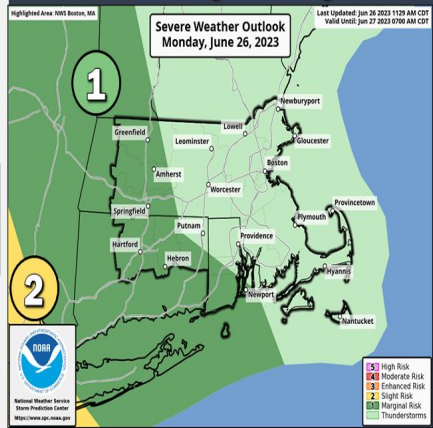 Highlighted Area: NWS Boston, MA
Severe Weather Outlook
Monday, June 26, 2023
Last Updated: Jun 26 2023 1129 AM CDT
Valid Until: Jun 27 2023 0700 AM CDT
1
Newburyport
Greenfield
Lowell
Gloucester
Leominster
Boston
Amherst
Worcester
Provincetown
Springfield
Plymouth
Putnam
Providence
Hartford
Hebron
Hyannis
2
Newport
Nantucket
NOAA
National Weather Service
Storm Prediction Center
https://www.spc.noaa.gov
5 High Risk
4 Moderate Risk
3 Enhanced Risk
2 Slight Risk
1 Marginal Risk
Thunderstorms